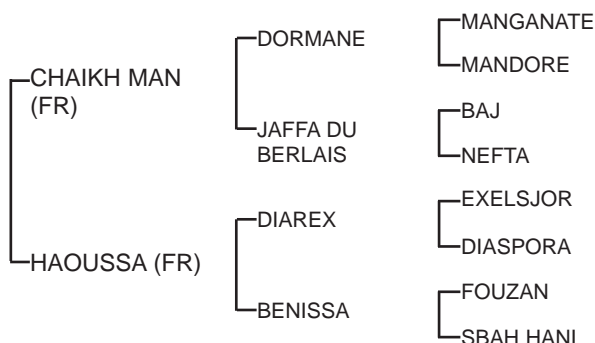 CHAIKH MAN
(FR)
HAOUSSA (FR)
DORMANE
JAFFA DU
BERLAIS
DIAREX
BENISSA
MANGANATE
MANDORE
BAJ
NEFTA
EXELSJOR
DIASPORA
FOUZAN
SBAH HANI